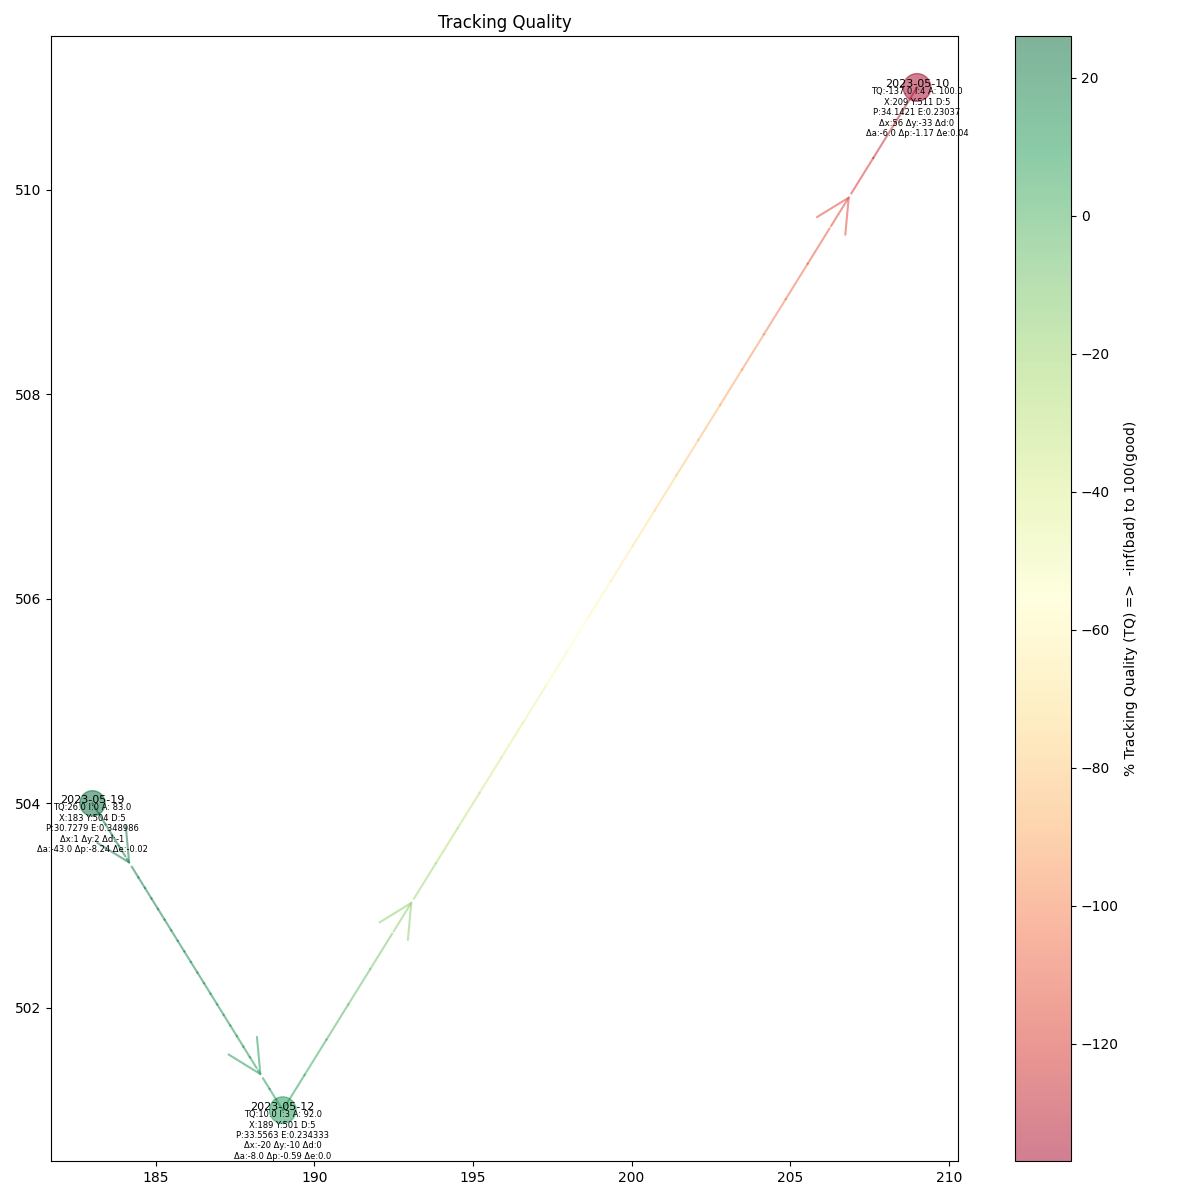 Tracking Quality
2023-05-10
TQ:-137.0 I:4 A: 100.0
X:209 Y:511 D:5
P:34.1421 E:0.23037
Δx:56 Δy:-33 Δd:0
Δa:-6.0 Δp:-1.17 Δe:0.04
2023-05-19
TQ:26.0 I:0 A: 83.0
X:183 Y:504 D:5
P:30.7279 E:0.348986
Δx:1 Δy:2 Δd:-1
Δa:-43.0 Δp:-8.24 Δe:-0.02
2023-05-12
TQ:10.0 I:3 A: 92.0
X:189 Y:501 D:5
P:33.5563 E:0.234333
Δx:-20 Δy:-10 Δd:0
Δa:-8.0 Δp:-0.59 Δe:0.0
510
508
506
504
502
185 190 195 200 205 210
20
0
−20
−40
−60
−80
−100
−120
% Tracking Quality (TQ) => -inf(bad) to 100(good)